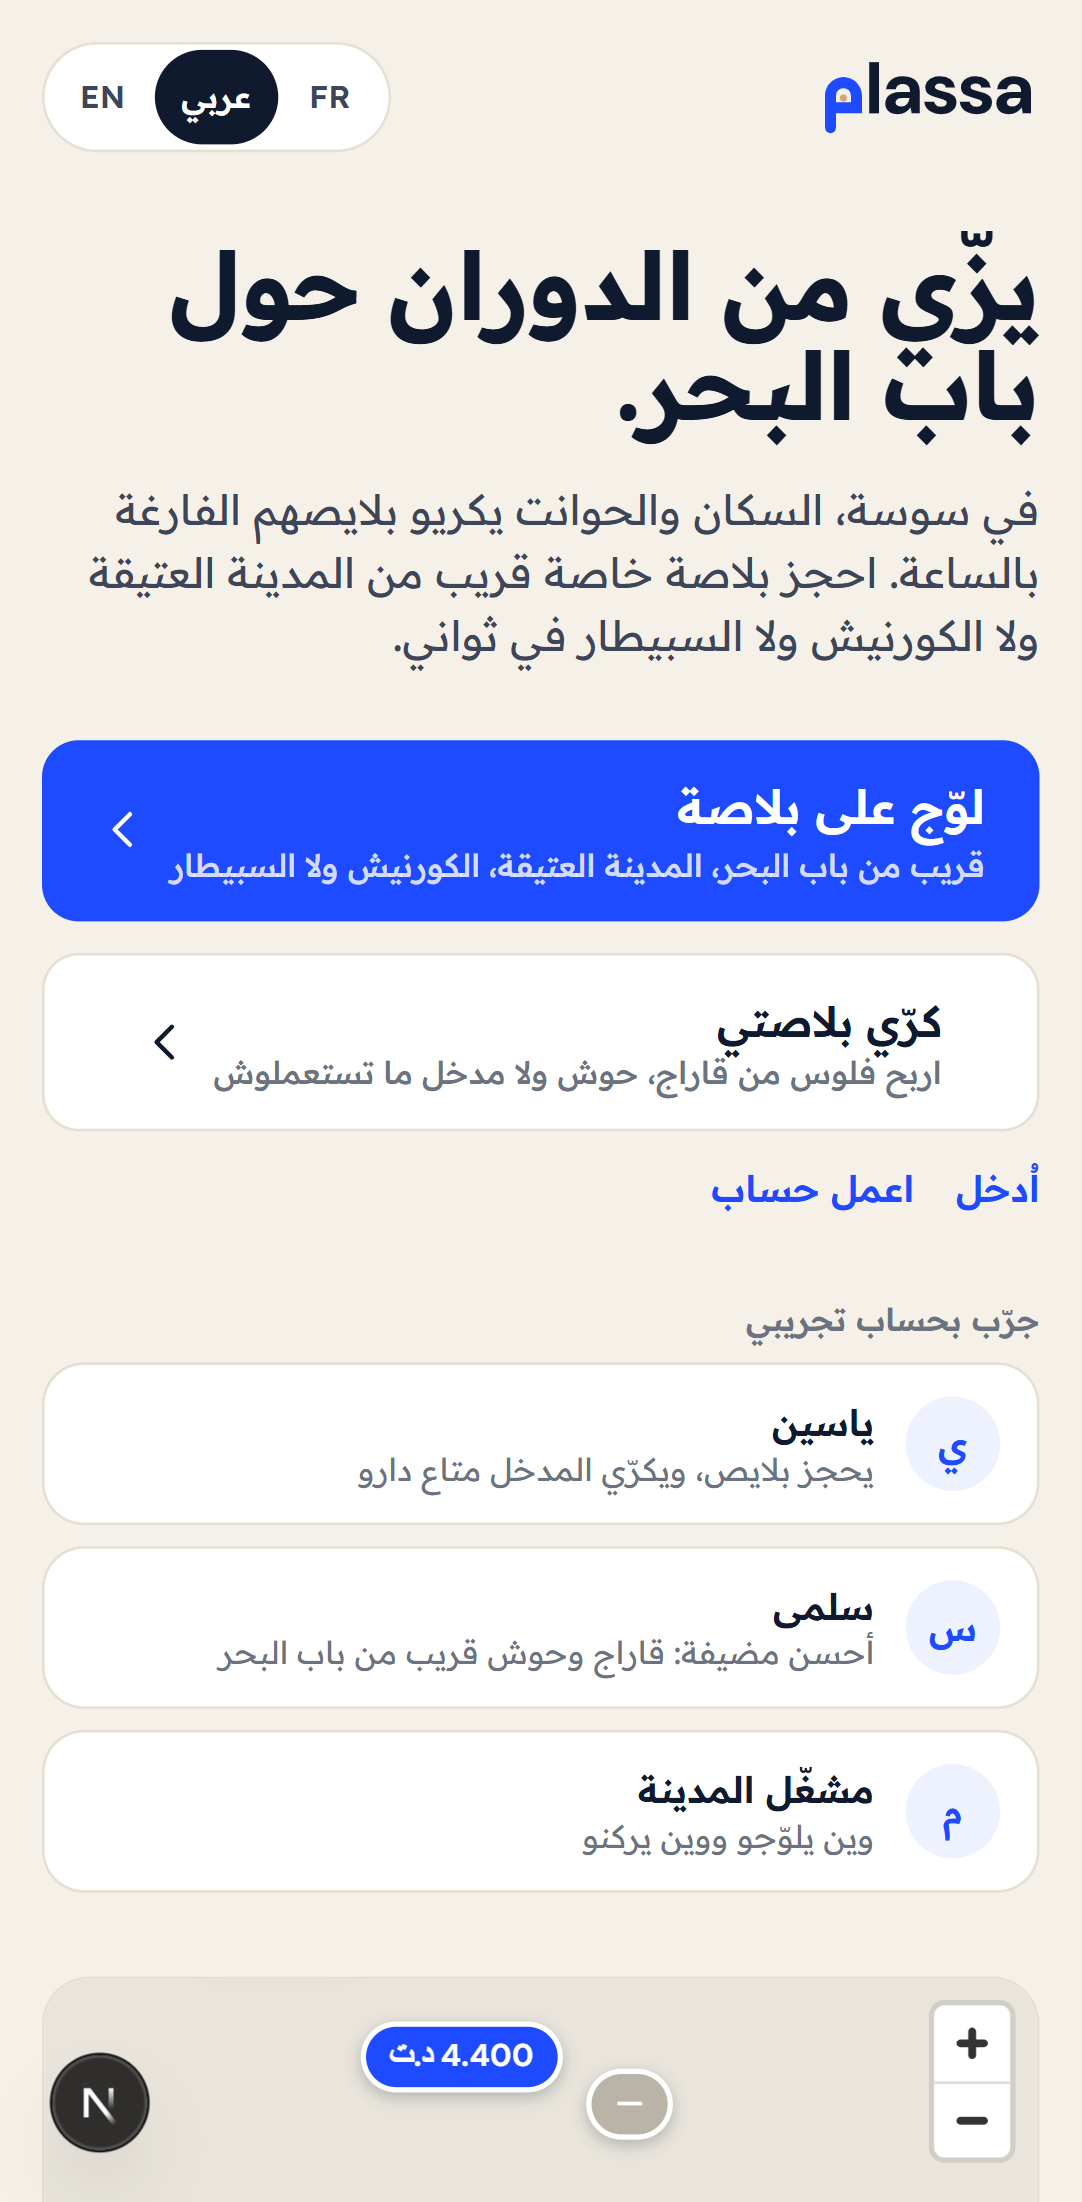 plassa
FR عربي EN
يزّي من الدوران حول
باب البحر.
في سوسة، السكان والحوانت يكريو بلايصهم الفارغة
بالساعة. احجز بلاصة خاصة قريب من المدينة العتيقة
ولا الكورنيش ولا السبيطار في ثواني.
لوّج على بلاصة
قريب من باب البحر، المدينة العتيقة، الكورنيش ولا السبيطار
كرّي بلاصتي
اربح فلوس من قاراج، حوش ولا مدخل ما تستعملوش
اُدخل اعمل حساب
جرّب بحساب تجريبي
ي
ياسين
يحجز بلايص، ويكرّي المدخل متاع دارو
س
سلمى
أحسن مضيفة: قاراج وحوش قريب من باب البحر
م
مشغّل المدينة
وين يلوّجو ووين يركنو
+
4.400 د.ت
–
−
N